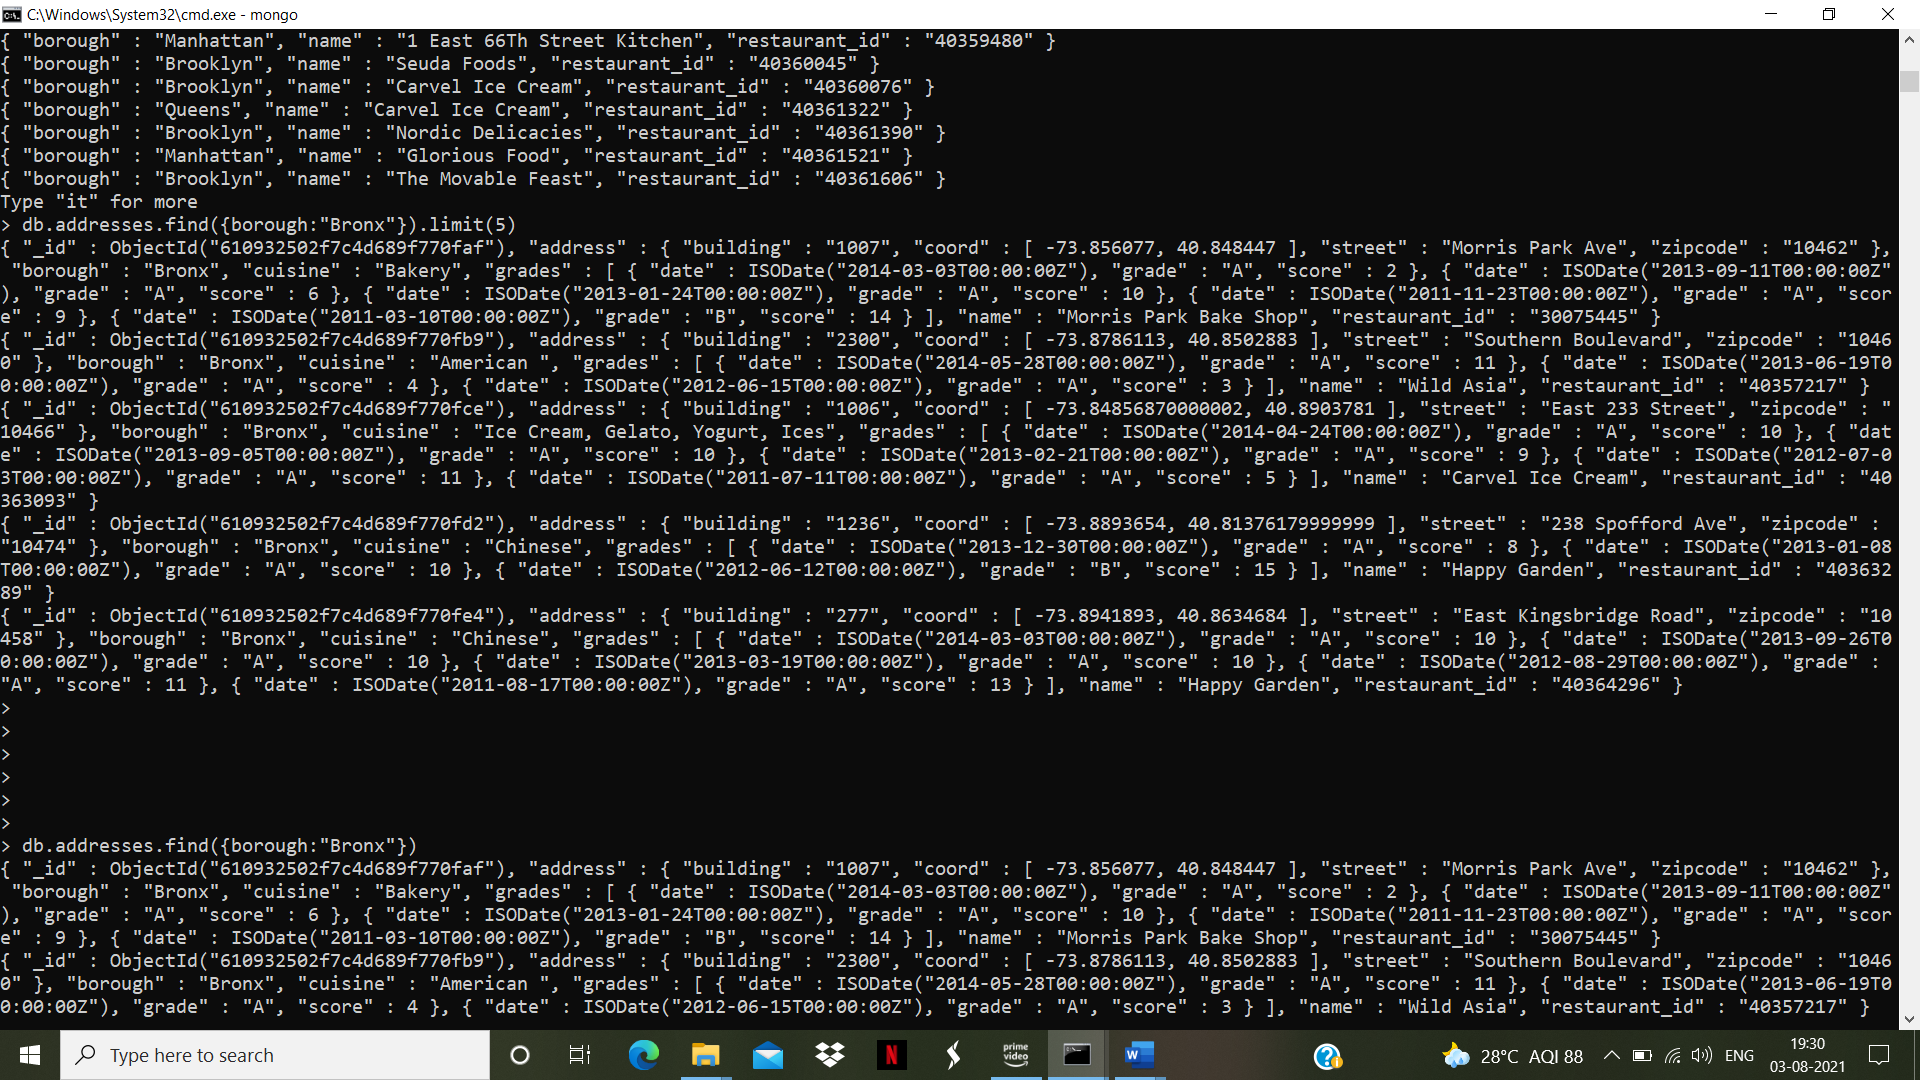 C:\Windows\System32\cmd.exe - mongo
{ "borough" : "Manhattan", "name" : "1 East 66Th Street Kitchen", "restaurant_id" : "40359480" }
{ "borough" : "Brooklyn", "name" : "Seuda Foods", "restaurant_id" : "40360045" }
{ "borough" : "Brooklyn", "name" : "Carvel Ice Cream", "restaurant_id" : "40360076" }
{ "borough" : "Queens", "name" : "Carvel Ice Cream", "restaurant_id" : "40361322" }
{ "borough" : "Brooklyn", "name" : "Nordic Delicacies", "restaurant_id" : "40361390" }
{ "borough" : "Manhattan", "name" : "Glorious Food", "restaurant_id" : "40361521" }
{ "borough" : "Brooklyn", "name" : "The Movable Feast", "restaurant_id" : "40361606" }
Type "it" for more
> db.addresses.find({borough:"Bronx"}).limit(5)
{ "_id" : ObjectId("610932502f7c4d689f770faf"), "address" : { "building" : "1007", "coord" : [ -73.856077, 40.848447 ], "street" : "Morris Park Ave", "zipcode" : "10462" },
 "borough" : "Bronx", "cuisine" : "Bakery", "grades" : [ { "date" : ISODate("2014-03-03T00:00:00Z"), "grade" : "A", "score" : 2 }, { "date" : ISODate("2013-09-11T00:00:00Z"
), "grade" : "A", "score" : 6 }, { "date" : ISODate("2013-01-24T00:00:00Z"), "grade" : "A", "score" : 10 }, { "date" : ISODate("2011-11-23T00:00:00Z"), "grade" : "A", "scor
e" : 9 }, { "date" : ISODate("2011-03-10T00:00:00Z"), "grade" : "B", "score" : 14 } ], "name" : "Morris Park Bake Shop", "restaurant_id" : "30075445" }
{ "_id" : ObjectId("610932502f7c4d689f770fb9"), "address" : { "building" : "2300", "coord" : [ -73.8786113, 40.8502883 ], "street" : "Southern Boulevard", "zipcode" : "1046
0" }, "borough" : "Bronx", "cuisine" : "American ", "grades" : [ { "date" : ISODate("2014-05-28T00:00:00Z"), "grade" : "A", "score" : 11 }, { "date" : ISODate("2013-06-19T0
0:00:00Z"), "grade" : "A", "score" : 4 }, { "date" : ISODate("2012-06-15T00:00:00Z"), "grade" : "A", "score" : 3 } ], "name" : "Wild Asia", "restaurant_id" : "40357217" }
{ "_id" : ObjectId("610932502f7c4d689f770fce"), "address" : { "building" : "1006", "coord" : [ -73.84856870000002, 40.8903781 ], "street" : "East 233 Street", "zipcode" : "
10466" }, "borough" : "Bronx", "cuisine" : "Ice Cream, Gelato, Yogurt, Ices", "grades" : [ { "date" : ISODate("2014-04-24T00:00:00Z"), "grade" : "A", "score" : 10 }, { "dat
e" : ISODate("2013-09-05T00:00:00Z"), "grade" : "A", "score" : 10 }, { "date" : ISODate("2013-02-21T00:00:00Z"), "grade" : "A", "score" : 9 }, { "date" : ISODate("2012-07-0
3T00:00:00Z"), "grade" : "A", "score" : 11 }, { "date" : ISODate("2011-07-11T00:00:00Z"), "grade" : "A", "score" : 5 } ], "name" : "Carvel Ice Cream", "restaurant_id" : "40
363093" }
{ "_id" : ObjectId("610932502f7c4d689f770fd2"), "address" : { "building" : "1236", "coord" : [ -73.8893654, 40.81376179999999 ], "street" : "238 Spofford Ave", "zipcode" :
"10474" }, "borough" : "Bronx", "cuisine" : "Chinese", "grades" : [ { "date" : ISODate("2013-12-30T00:00:00Z"), "grade" : "A", "score" : 8 }, { "date" : ISODate("2013-01-08
T00:00:00Z"), "grade" : "A", "score" : 10 }, { "date" : ISODate("2012-06-12T00:00:00Z"), "grade" : "B", "score" : 15 } ], "name" : "Happy Garden", "restaurant_id" : "403632
89" }
{ "_id" : ObjectId("610932502f7c4d689f770fe4"), "address" : { "building" : "277", "coord" : [ -73.8941893, 40.8634684 ], "street" : "East Kingsbridge Road", "zipcode" : "10
458" }, "borough" : "Bronx", "cuisine" : "Chinese", "grades" : [ { "date" : ISODate("2014-03-03T00:00:00Z"), "grade" : "A", "score" : 10 }, { "date" : ISODate("2013-09-26T0
0:00:00Z"), "grade" : "A", "score" : 10 }, { "date" : ISODate("2013-03-19T00:00:00Z"), "grade" : "A", "score" : 10 }, { "date" : ISODate("2012-08-29T00:00:00Z"), "grade" :
"A", "score" : 11 }, { "date" : ISODate("2011-08-17T00:00:00Z"), "grade" : "A", "score" : 13 } ], "name" : "Happy Garden", "restaurant_id" : "40364296" }
>
>
>
>
>
>
> db.addresses.find({borough:"Bronx"})
{ "_id" : ObjectId("610932502f7c4d689f770faf"), "address" : { "building" : "1007", "coord" : [ -73.856077, 40.848447 ], "street" : "Morris Park Ave", "zipcode" : "10462" },
 "borough" : "Bronx", "cuisine" : "Bakery", "grades" : [ { "date" : ISODate("2014-03-03T00:00:00Z"), "grade" : "A", "score" : 2 }, { "date" : ISODate("2013-09-11T00:00:00Z"
), "grade" : "A", "score" : 6 }, { "date" : ISODate("2013-01-24T00:00:00Z"), "grade" : "A", "score" : 10 }, { "date" : ISODate("2011-11-23T00:00:00Z"), "grade" : "A", "scor
e" : 9 }, { "date" : ISODate("2011-03-10T00:00:00Z"), "grade" : "B", "score" : 14 } ], "name" : "Morris Park Bake Shop", "restaurant_id" : "30075445" }
{ "_id" : ObjectId("610932502f7c4d689f770fb9"), "address" : { "building" : "2300", "coord" : [ -73.8786113, 40.8502883 ], "street" : "Southern Boulevard", "zipcode" : "1046
0" }, "borough" : "Bronx", "cuisine" : "American ", "grades" : [ { "date" : ISODate("2014-05-28T00:00:00Z"), "grade" : "A", "score" : 11 }, { "date" : ISODate("2013-06-19T0
0:00:00Z"), "grade" : "A", "score" : 4 }, { "date" : ISODate("2012-06-15T00:00:00Z"), "grade" : "A", "score" : 3 } ], "name" : "Wild Asia", "restaurant_id" : "40357217" }
Type here to search
prime
video
28°C AQI 88
ENG
19:30
03-08-2021